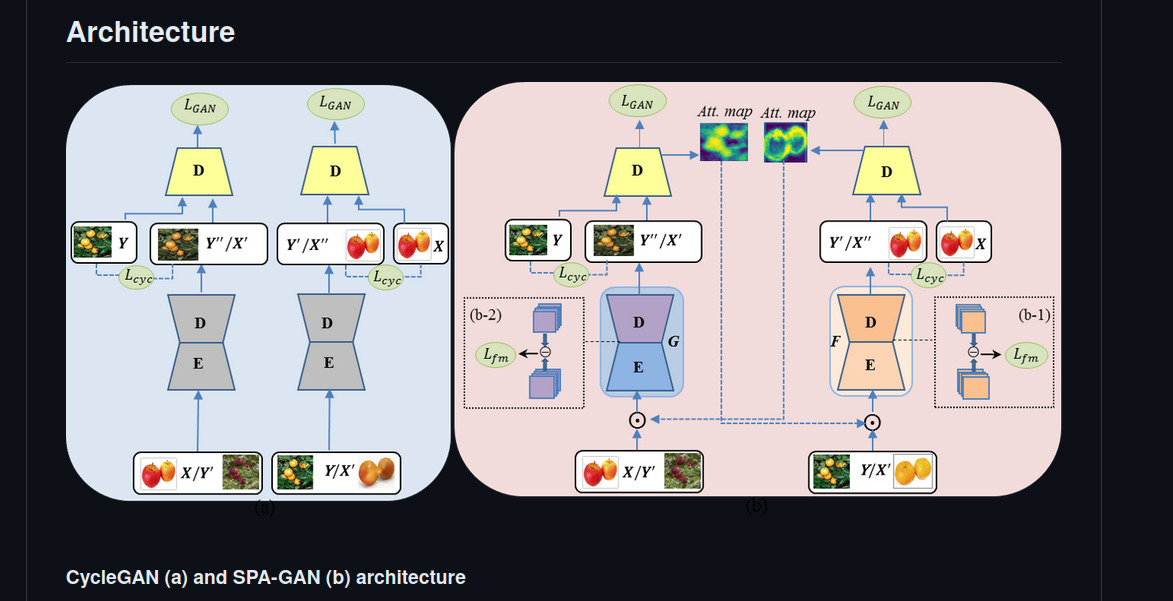 Architecture
L_GAN
L_GAN
D
D
Y
Y''/X'
Y'/X''
X
L_cyc
L_cyc
D
D
E
E
X/Y'
Y/X'
(a)
L_GAN
Att. map
Att. map
L_GAN
D
D
Y
Y''/X'
Y'/X''
X
L_cyc
L_cyc
(b-2)
L_fm
D
G
E
F
D
E
(b-1)
L_fm
X/Y'
Y/X'
(b)
CycleGAN (a) and SPA-GAN (b) architecture